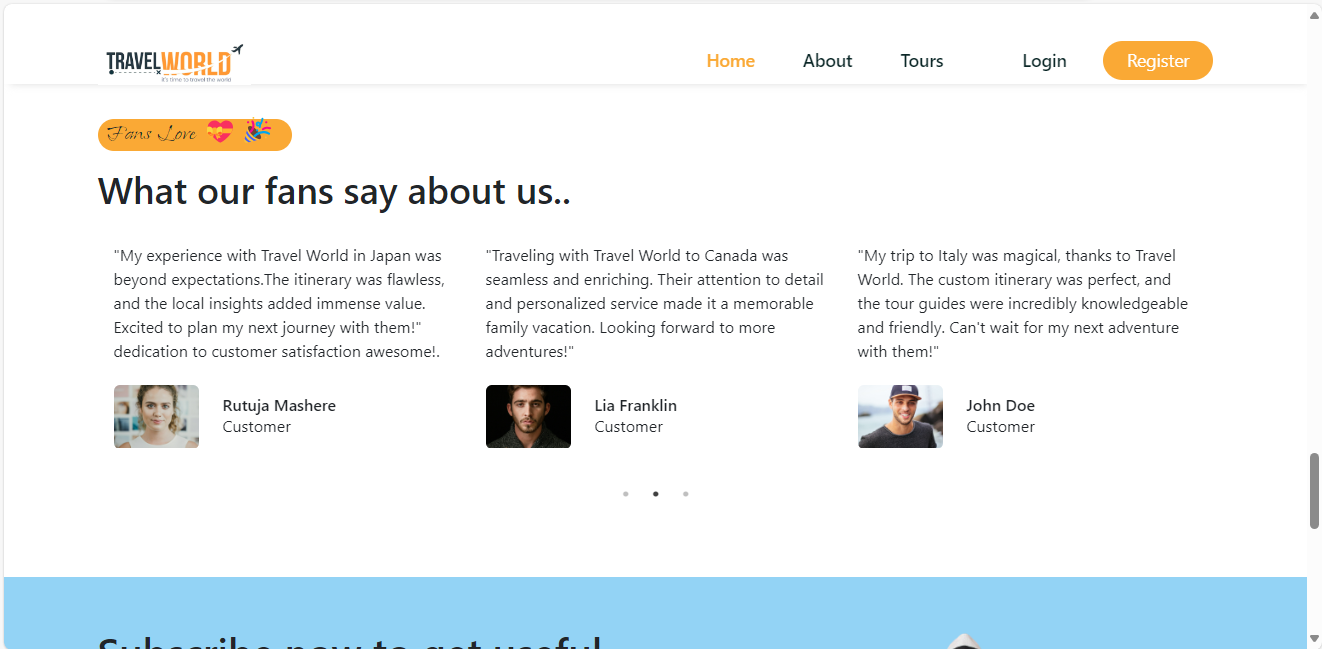 TRAVELWORLD
it's time to travel the world
Home About Tours Login Register
Fans Love 💝 🎉
What our fans say about us..
"My experience with Travel World in Japan was
beyond expectations.The itinerary was flawless,
and the local insights added immense value.
Excited to plan my next journey with them!"
dedication to customer satisfaction awesome!.
Rutuja Mashere
Customer
"Traveling with Travel World to Canada was
seamless and enriching. Their attention to detail
and personalized service made it a memorable
family vacation. Looking forward to more
adventures!"
Lia Franklin
Customer
"My trip to Italy was magical, thanks to Travel
World. The custom itinerary was perfect, and
the tour guides were incredibly knowledgeable
and friendly. Can't wait for my next adventure
with them!"
John Doe
Customer
Subscribe now to get useful